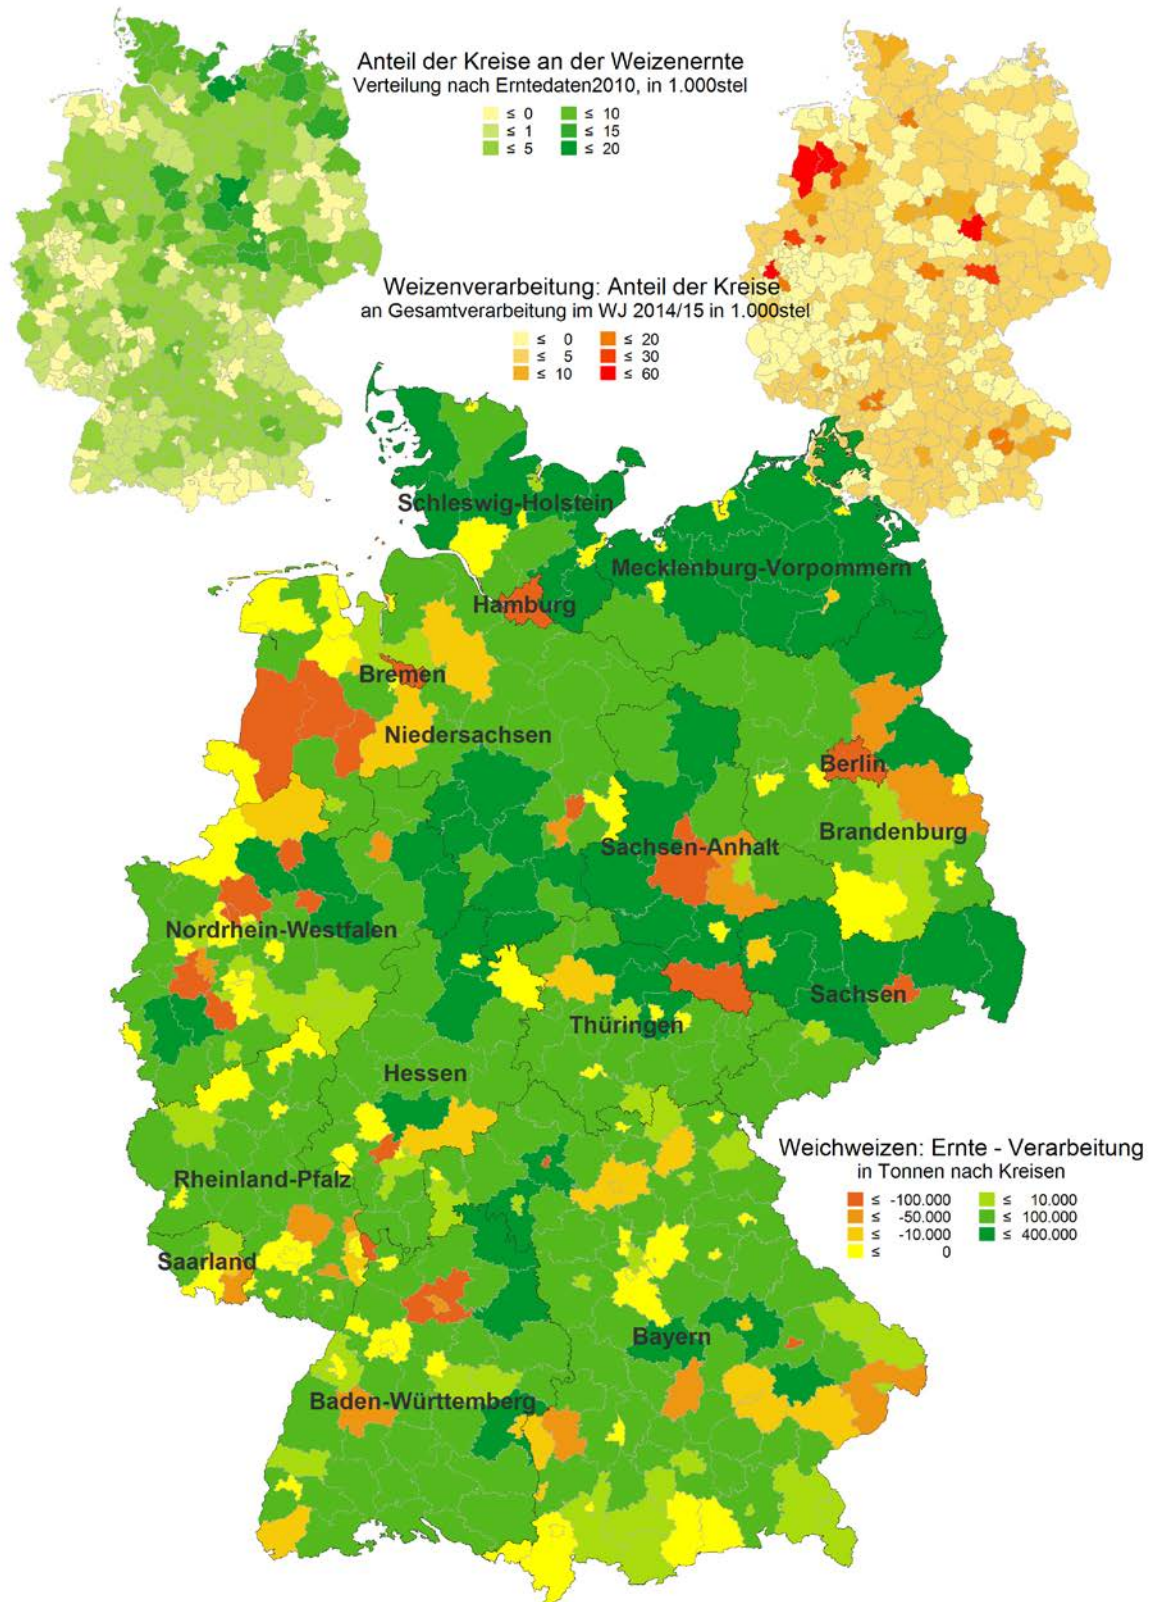 Anteil der Kreise an der Weizenernte
Verteilung nach Erntedaten2010, in 1.000stel
≤ 0 ≤ 10
≤ 1 ≤ 15
≤ 5 ≤ 20
Weizenverarbeitung: Anteil der Kreise
an Gesamtverarbeitung im WJ 2014/15 in 1.000stel
≤ 0 ≤ 20
≤ 5 ≤ 30
≤ 10 ≤ 60
Schleswig-Holstein
Mecklenburg-Vorpommern
Hamburg
Bremen
Niedersachsen
Berlin
Brandenburg
Sachsen-Anhalt
Nordrhein-Westfalen
Sachsen
Thüringen
Hessen
Weichweizen: Ernte - Verarbeitung
in Tonnen nach Kreisen
≤ -100.000 ≤ 10.000
≤ -50.000 ≤ 100.000
≤ -10.000 ≤ 400.000
≤ 0
Rheinland-Pfalz
Saarland
Bayern
Baden-Württemberg